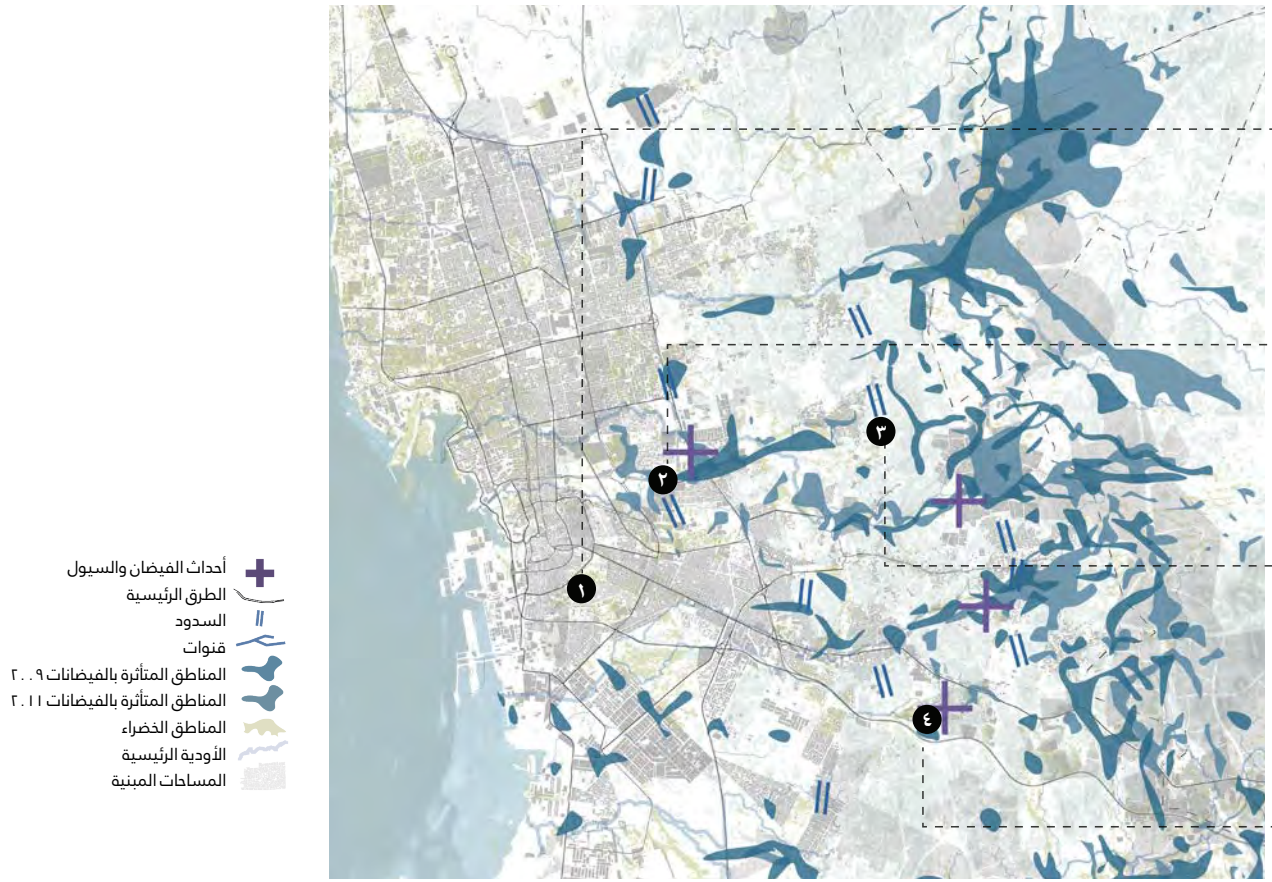 أحداث الفيضان والسيول
الطرق الرئيسية
السدود
قنوات
المناطق المتأثرة بالفيضانات ٢٠٠٩
المناطق المتأثرة بالفيضانات ٢٠١١
المناطق الخضراء
الأودية الرئيسية
المساحات المبنية
٣
٢
١
٤